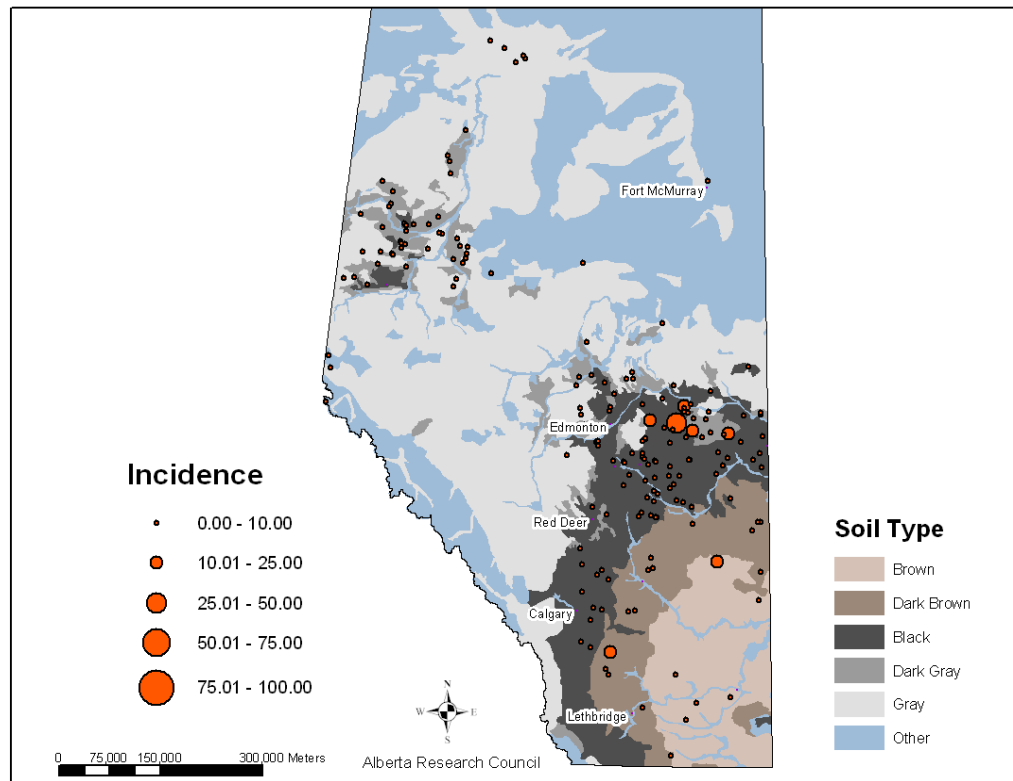 Fort McMurray
Edmonton
Red Deer
Calgary
Lethbridge
Incidence
0.00 - 10.00
10.01 - 25.00
25.01 - 50.00
50.01 - 75.00
75.01 - 100.00
Soil Type
Brown
Dark Brown
Black
Dark Gray
Gray
Other
N
W E
S
0 75,000 150,000 300,000 Meters
Alberta Research Council